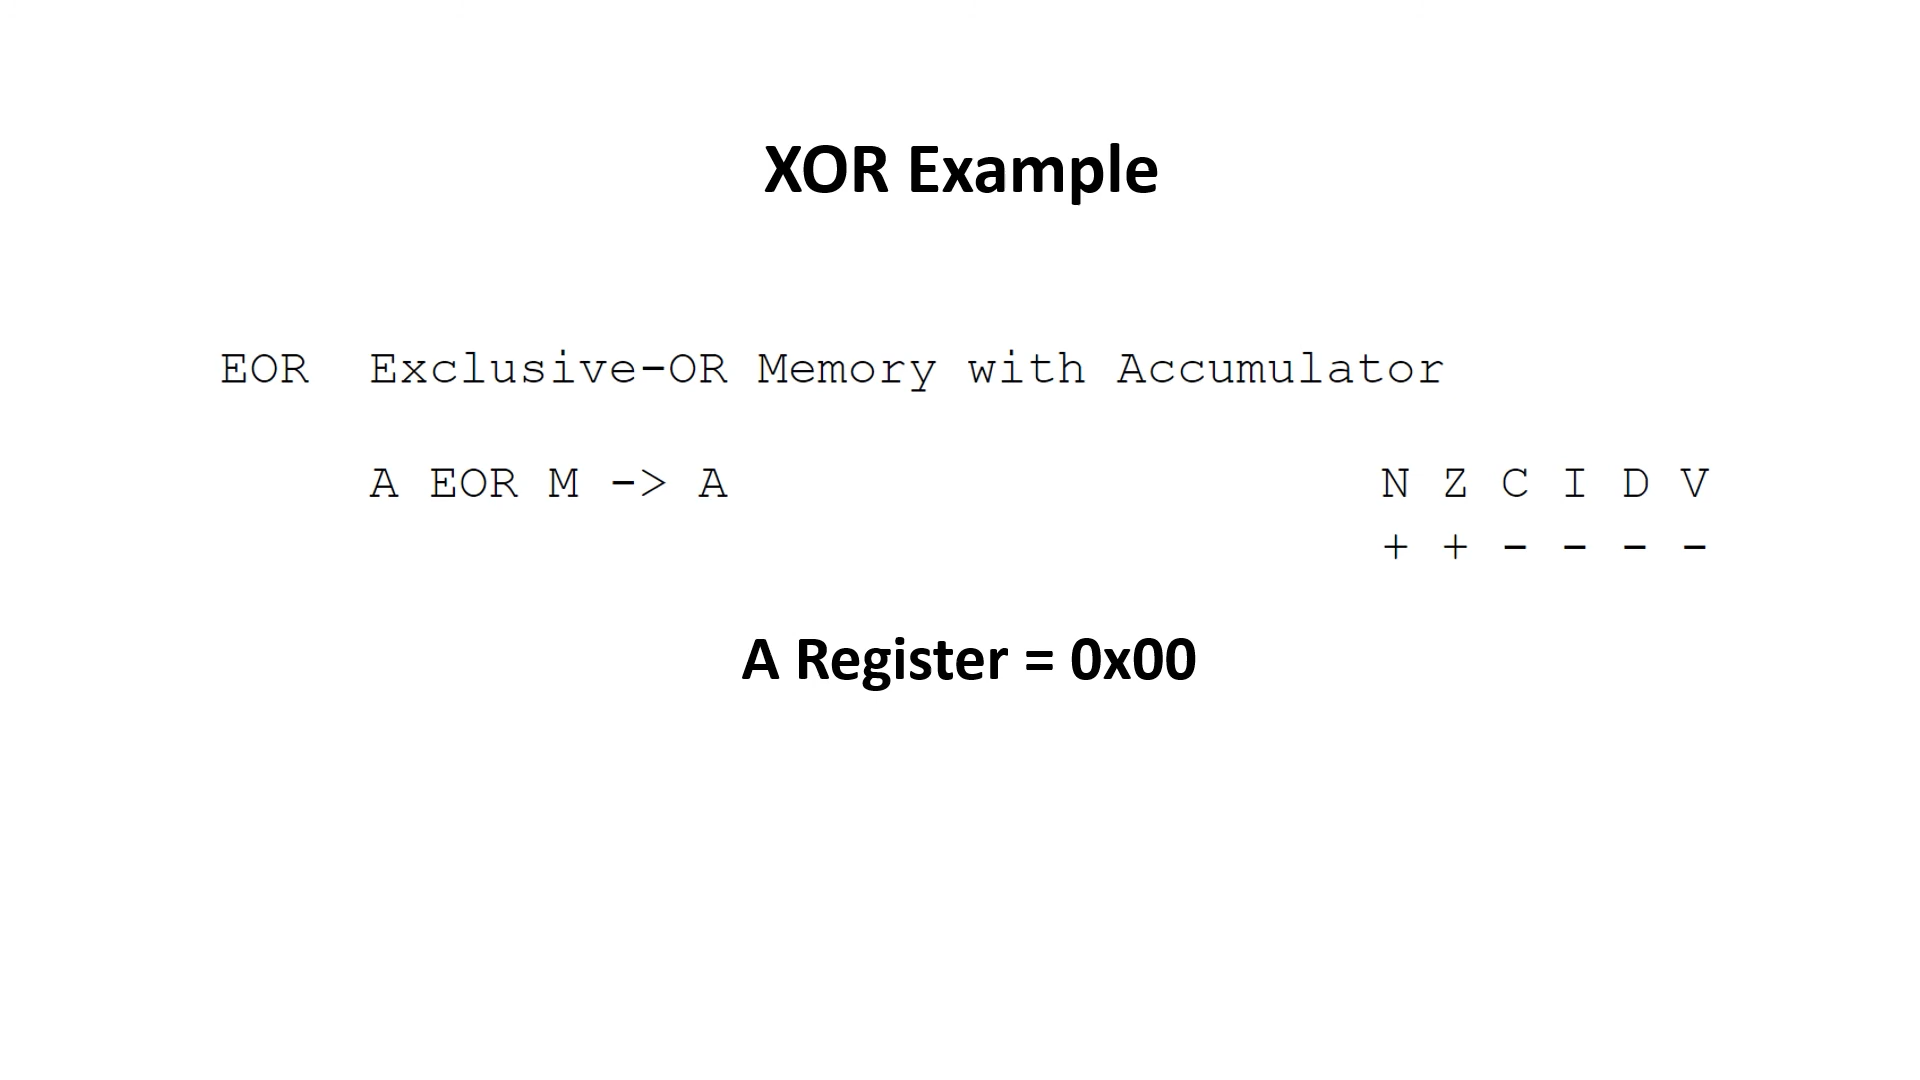 XOR Example
EOR  Exclusive-OR Memory with Accumulator
A EOR M -> A  N Z C I D V
+ + - - - -
A Register = 0x00